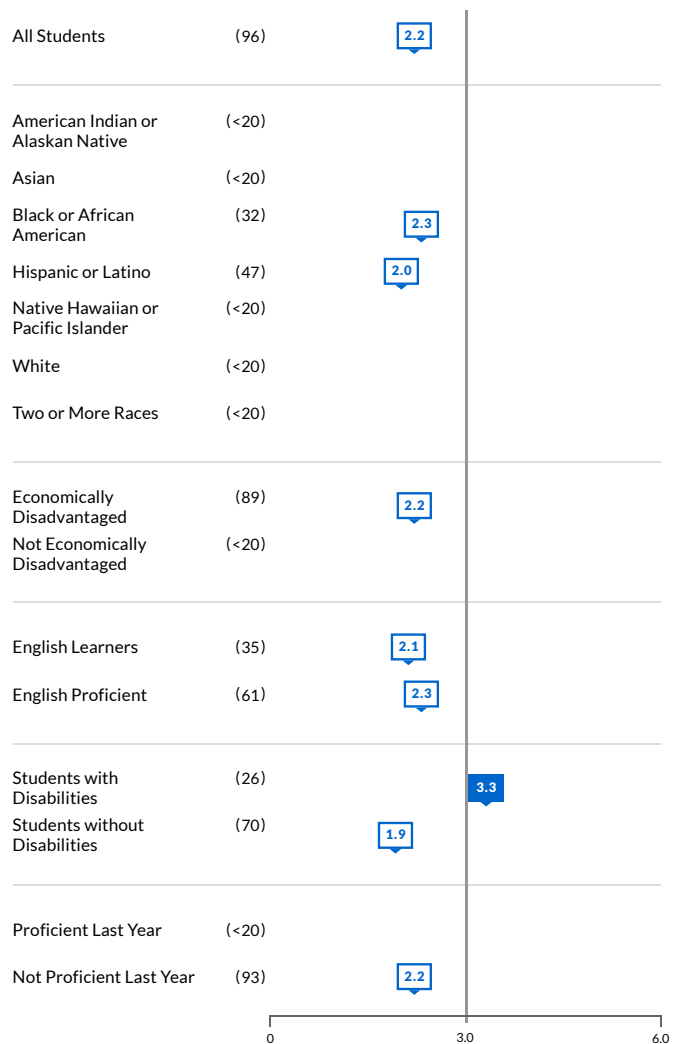 All Students (96) 2.2
American Indian or (<20)
Alaskan Native
Asian (<20)
Black or African (32) 2.3
American
Hispanic or Latino (47) 2.0
Native Hawaiian or (<20)
Pacific Islander
White (<20)
Two or More Races (<20)
Economically (89) 2.2
Disadvantaged
Not Economically (<20)
Disadvantaged
English Learners (35) 2.1
English Proficient (61) 2.3
Students with (26) 3.3
Disabilities
Students without (70) 1.9
Disabilities
Proficient Last Year (<20)
Not Proficient Last Year (93) 2.2
0 3.0 6.0